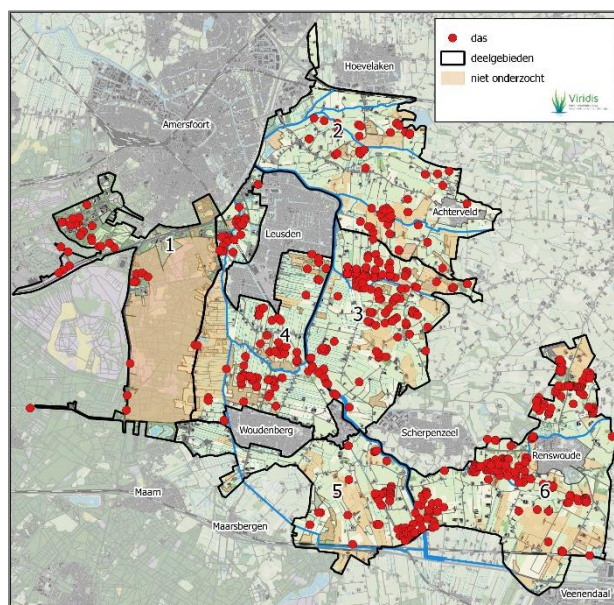 das
deelgebieden
niet onderzocht
Viridis
Hoevelaken
Amersfoort
2
Achterveld
1
Leusden
3
4
Woudenberg
Scherpenzeel
Renswoude
Maarn
5
6
Maarsbergen
Veenendaal